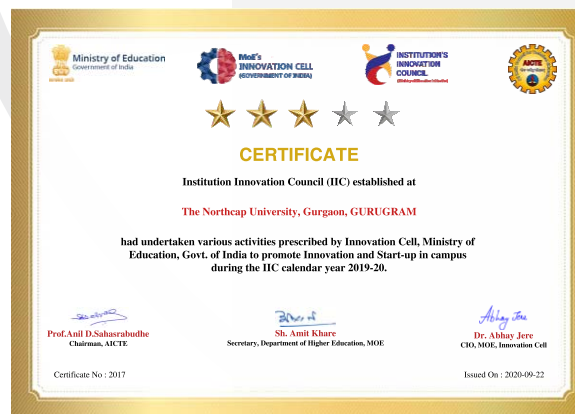 Ministry of Education
Government of India
MoE's
INNOVATION CELL
(GOVERNMENT OF INDIA)
INSTITUTION'S
INNOVATION
COUNCIL
AICTE
CERTIFICATE
Institution Innovation Council (IIC) established at
The Northcap University, Gurgaon, GURUGRAM
had undertaken various activities prescribed by Innovation Cell, Ministry of
Education, Govt. of India to promote Innovation and Start-up in campus
during the IIC calendar year 2019-20.
Abhay Jere
Prof.Anil D.Sahasrabudhe
Chairman, AICTE
Sh. Amit Khare
Secretary, Department of Higher Education, MOE
Dr. Abhay Jere
CIO, MOE, Innovation Cell
Certificate No : 2017
Issued On : 2020-09-22